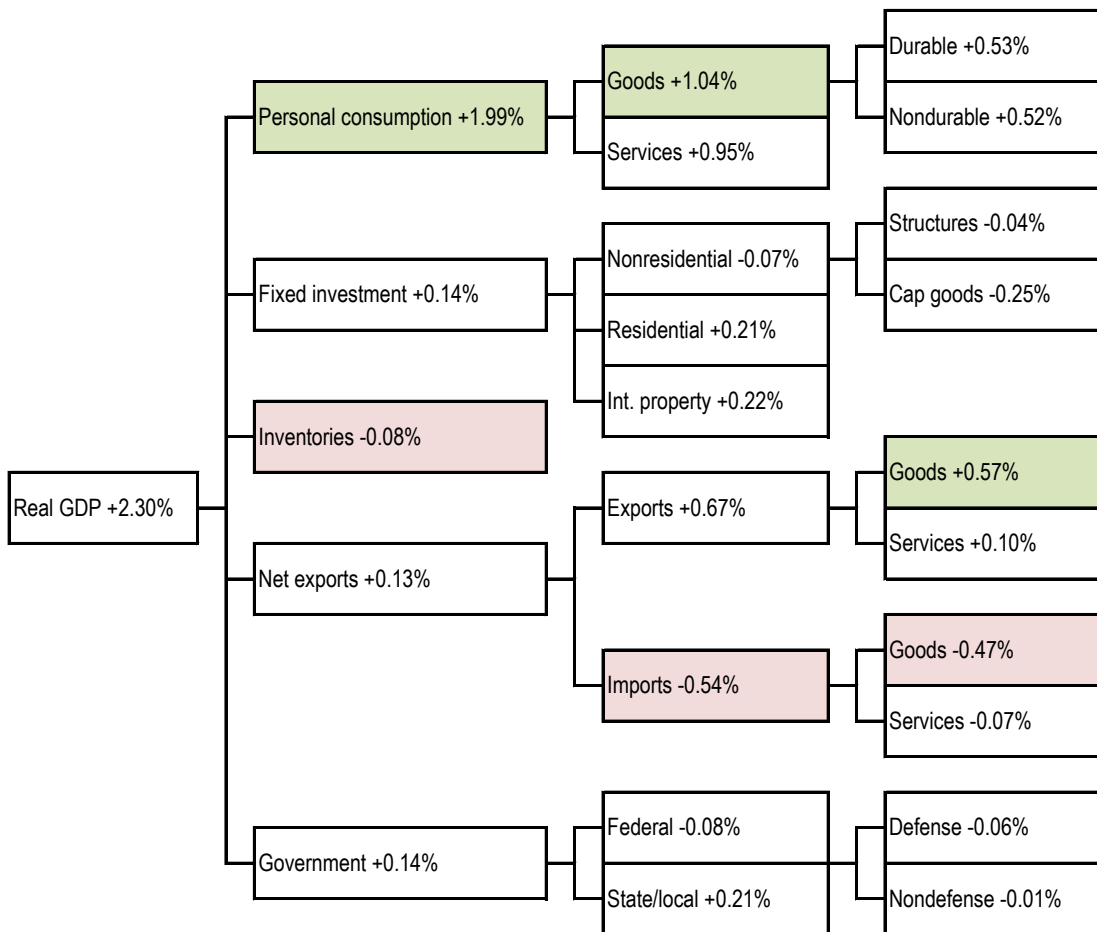 Real GDP +2.30%
Personal consumption +1.99%
Goods +1.04%
Durable +0.53%
Nondurable +0.52%
Services +0.95%
Fixed investment +0.14%
Nonresidential -0.07%
Structures -0.04%
Cap goods -0.25%
Residential +0.21%
Int. property +0.22%
Inventories -0.08%
Net exports +0.13%
Exports +0.67%
Goods +0.57%
Services +0.10%
Imports -0.54%
Goods -0.47%
Services -0.07%
Government +0.14%
Federal -0.08%
Defense -0.06%
Nondefense -0.01%
State/local +0.21%